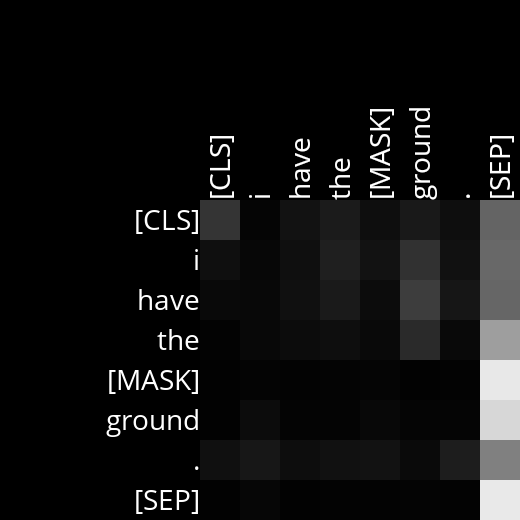 [CLS] i have the [MASK] ground . [SEP]
[CLS]
i
have
the
[MASK]
ground
.
[SEP]